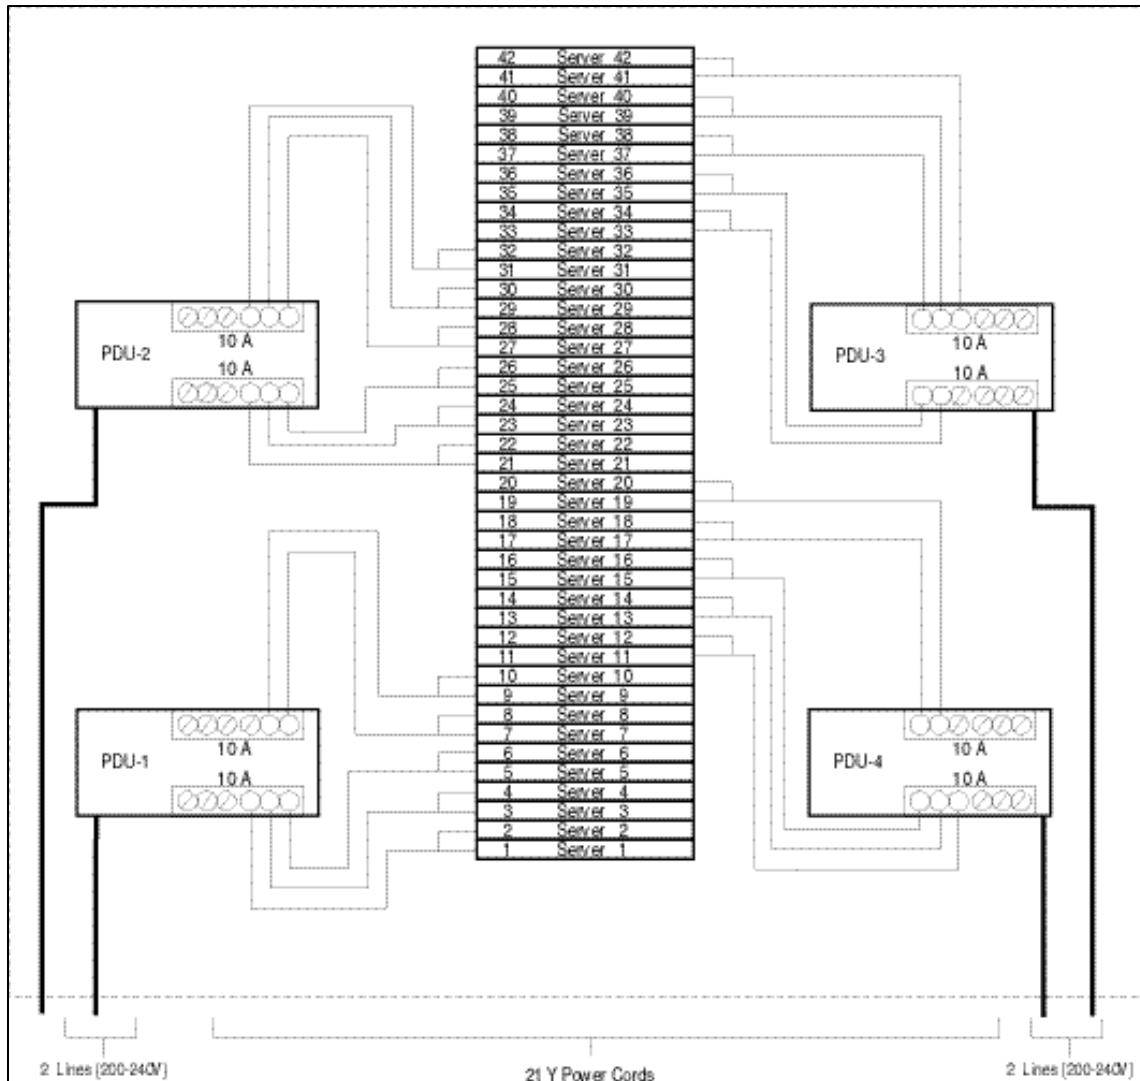 42 Server 42
41 Server 41
40 Server 40
39 Server 39
38 Server 38
37 Server 37
36 Server 36
35 Server 35
34 Server 34
33 Server 33
32 Server 32
31 Server 31
30 Server 30
29 Server 29
28 Server 28
27 Server 27
26 Server 26
25 Server 25
24 Server 24
23 Server 23
22 Server 22
21 Server 21
20 Server 20
19 Server 19
18 Server 18
17 Server 17
16 Server 16
15 Server 15
14 Server 14
13 Server 13
12 Server 12
11 Server 11
10 Server 10
9 Server 9
8 Server 8
7 Server 7
6 Server 6
5 Server 5
4 Server 4
3 Server 3
2 Server 2
1 Server 1
PDU-2
10 A
10 A
PDU-3
10 A
10 A
PDU-1
10 A
10 A
PDU-4
10 A
10 A
2 Lines (200-240V)
21 Y Power Cords
2 Lines (200-240V)